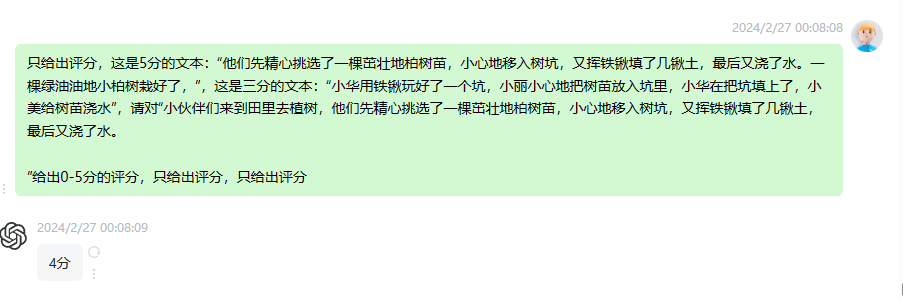 2024/2/27 00:08:08
只给出评分，这是5分的文本：“他们先精心挑选了一棵茁壮地柏树苗，小心地移入树坑，又挥铁锹填了几锹土，最后又浇了水。一
棵绿油油地小柏树栽好了，”，这是三分的文本：“小华用铁锹玩好了一个坑，小丽小心地把树苗放入坑里，小华在把坑填上了，小
美给树苗浇水”，请对“小伙伴们来到田里去植树，他们先精心挑选了一棵茁壮地柏树苗，小心地移入树坑，又挥铁锹填了几锹土，
最后又浇了水。
”给出0-5分的评分，只给出评分，只给出评分
2024/2/27 00:08:09
4分